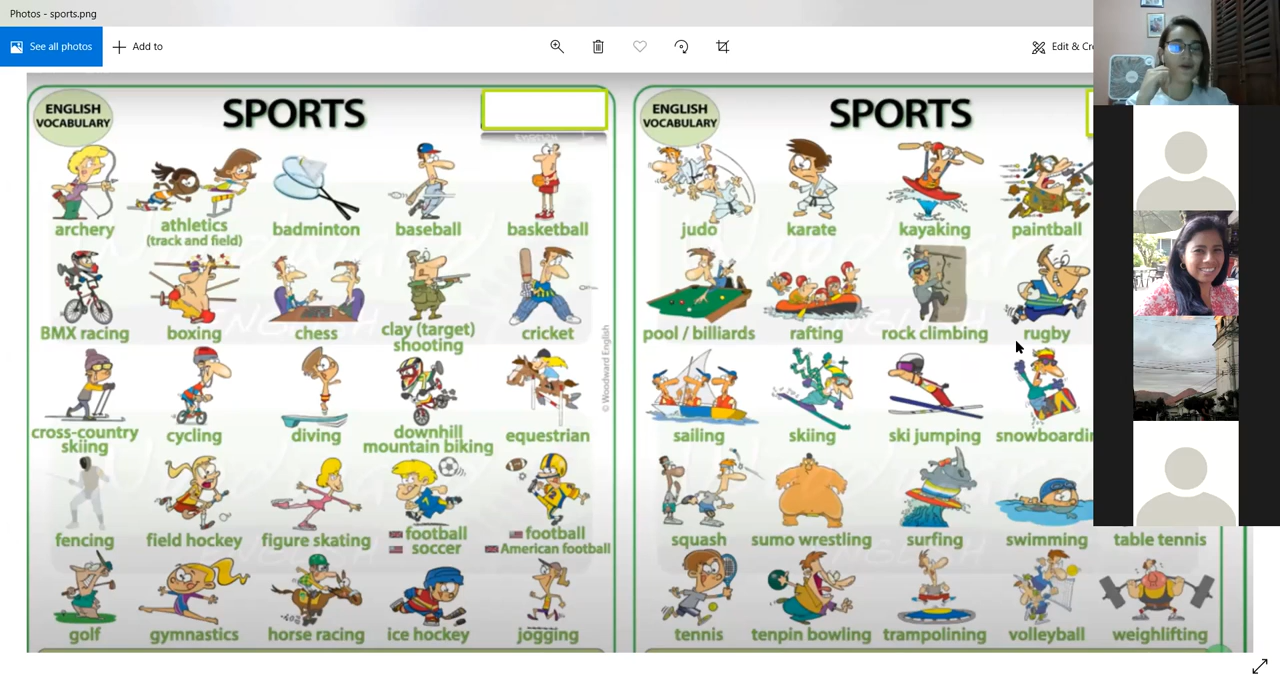 Photos - sports.png
See all photos
Add to
Edit & Cr
ENGLISH
VOCABULARY
SPORTS
archery
athletics
(track and field)
badminton
baseball
basketball
BMX racing
boxing
chess
clay (target)
shooting
cricket
cross-country
skiing
cycling
diving
downhill
mountain biking
equestrian
fencing
field hockey
figure skating
football
soccer
football
American football
golf
gymnastics
horse racing
ice hockey
jogging
© Woodward English
ENGLISH
VOCABULARY
SPORTS
judo
karate
kayaking
paintball
pool / billiards
rafting
rock climbing
rugby
sailing
skiing
ski jumping
snowboardin
squash
sumo wrestling
surfing
swimming
table tennis
tennis
tenpin bowling
trampolining
volleyball
weighlifting